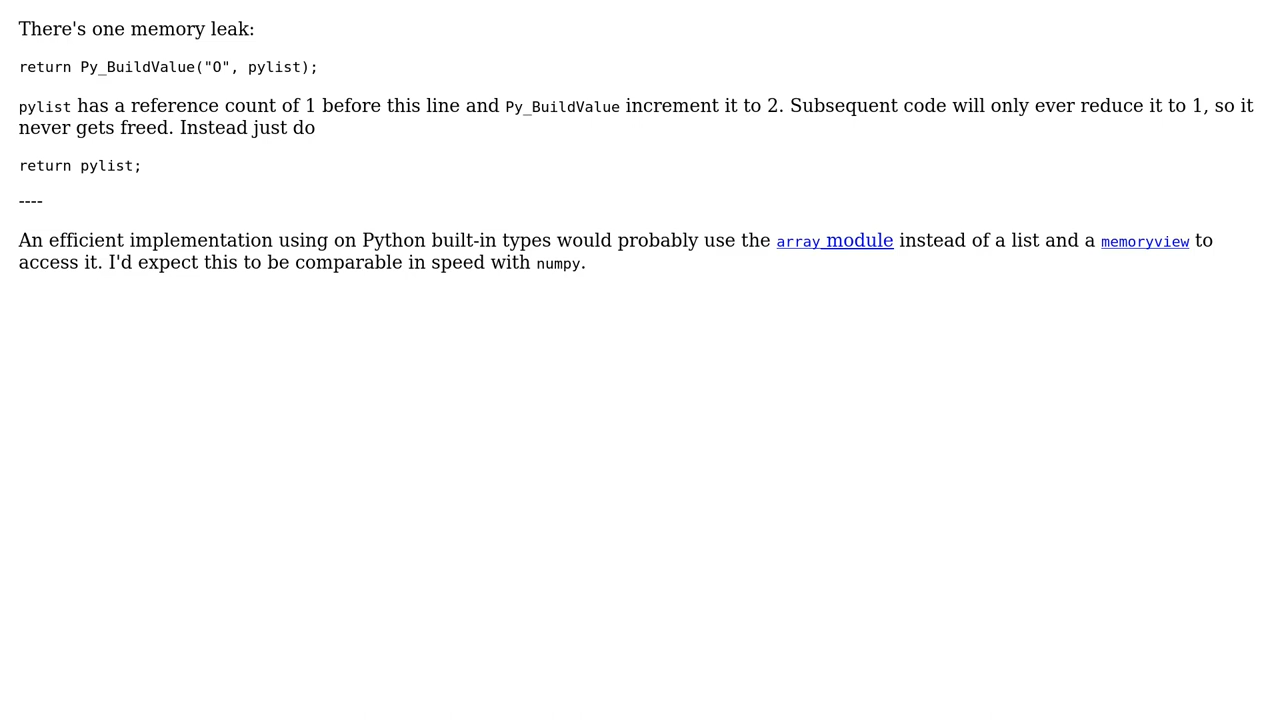 There's one memory leak:
return Py_BuildValue("O", pylist);
pylist has a reference count of 1 before this line and Py_BuildValue increment it to 2. Subsequent code will only ever reduce it to 1, so it
never gets freed. Instead just do
return pylist;
----
An efficient implementation using on Python built-in types would probably use the array module instead of a list and a memoryview to
access it. I'd expect this to be comparable in speed with numpy.